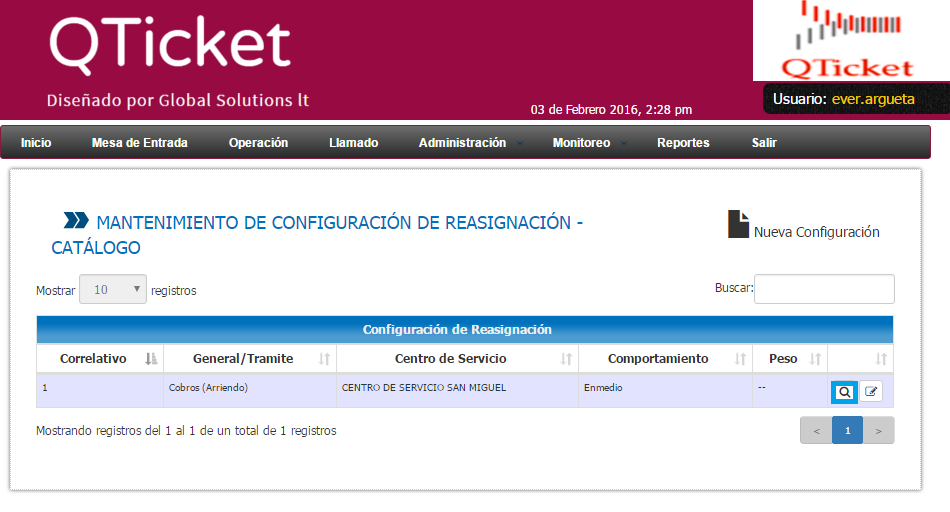 QTicket
QTicket
Diseñado por Global Solutions lt
03 de Febrero 2016, 2:28 pm
Usuario: ever.argueta
Inicio Mesa de Entrada Operación Llamado Administración Monitoreo Reportes Salir
MANTENIMIENTO DE CONFIGURACIÓN DE REASIGNACIÓN -
CATÁLOGO
Nueva Configuración
Mostrar 10 registros
Buscar:
Configuración de Reasignación
Correlativo General/Tramite Centro de Servicio Comportamiento Peso
1 Cobros (Arriendo) CENTRO DE SERVICIO SAN MIGUEL Enmedio --
Mostrando registros del 1 al 1 de un total de 1 registros
< 1 >